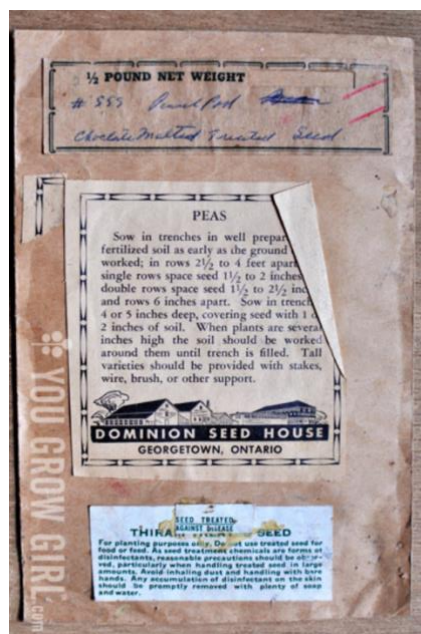 ½ POUND NET WEIGHT
# 555
Treated Seed
PEAS
Sow in trenches in well prepar
fertilized soil as early as the ground
worked; in rows 2½ to 4 feet apart
single rows space seed 1½ to 2 inches
double rows space seed 1½ to 2½ inc
and rows 6 inches apart. Sow in trench
4 or 5 inches deep, covering seed with 1 o
2 inches of soil. When plants are several
inches high the soil should be worked
around them until trench is filled. Tall
varieties should be provided with stakes,
wire, brush, or other support.
DOMINION SEED HOUSE
GEORGETOWN, ONTARIO
SEED TREATED
AGAINST DISEASE
THIRA SEED
For planting purposes only. Do not use treated seed for
food or feed. As seed treatment chemicals are forms of
disinfectants, reasonable precautions should be obser-
ved, particularly when handling treated seed in large
amounts. Avoid inhaling dust and handling with bare
hands. Any accumulation of disinfectant on the skin
should be promptly removed with plenty of soap
and water.
YOU GROW GIRL.com